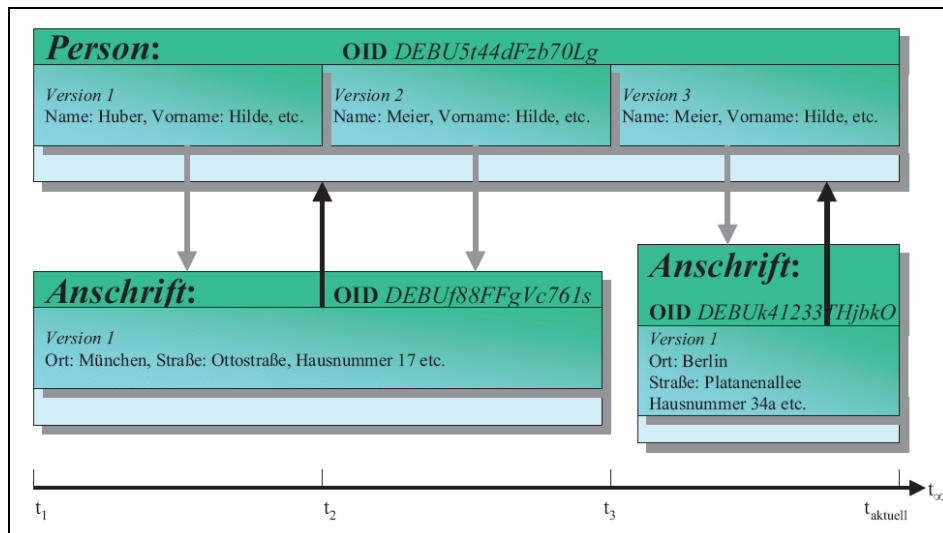 Person: OID DEBU5t44dFzb70Lg
Version 1
Name: Huber, Vorname: Hilde, etc.
Version 2
Name: Meier, Vorname: Hilde, etc.
Version 3
Name: Meier, Vorname: Hilde, etc.
Anschrift: OID DEBUf88FFgVc761s
Version 1
Ort: München, Straße: Ottostraße, Hausnummer 17 etc.
Anschrift:
OID DEBUk41233THjbkO
Version 1
Ort: Berlin
Straße: Platanenallee
Hausnummer 34a etc.
t1 t2 t3 taktuell t∞